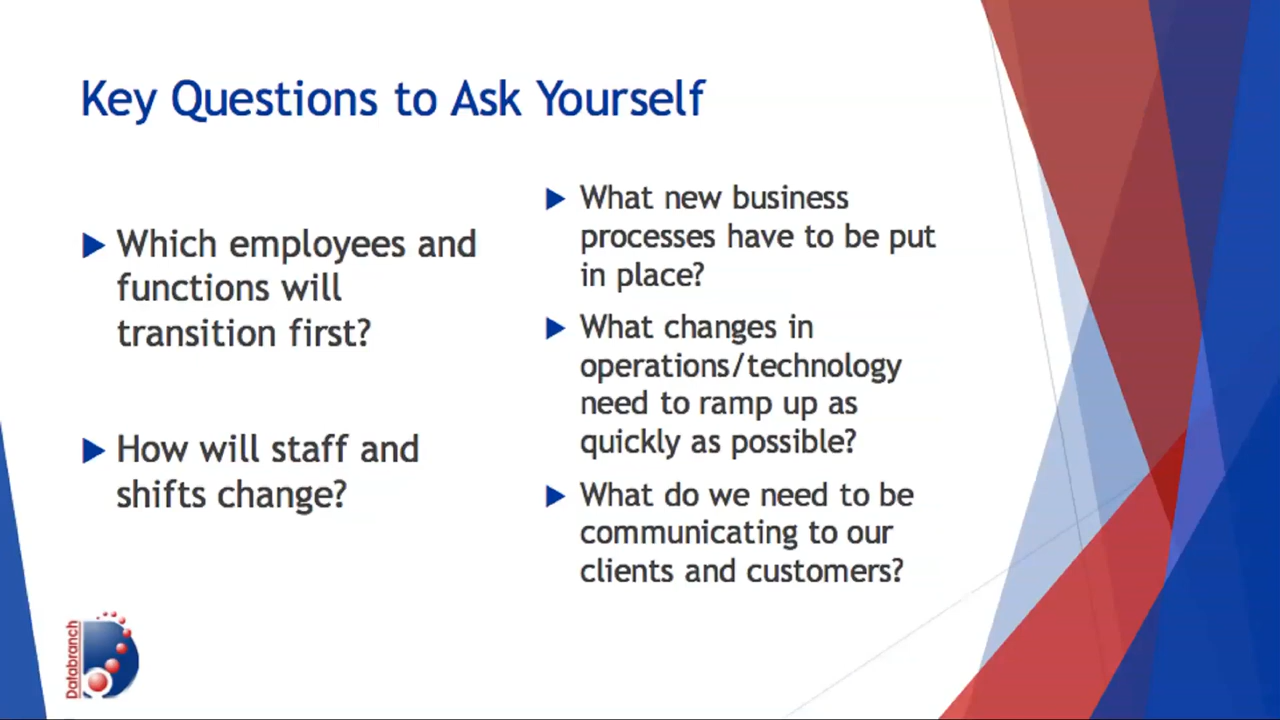 Key Questions to Ask Yourself
Which employees and
functions will
transition first?
How will staff and
shifts change?
What new business
processes have to be put
in place?
What changes in
operations/technology
need to ramp up as
quickly as possible?
What do we need to be
communicating to our
clients and customers?
Databranch